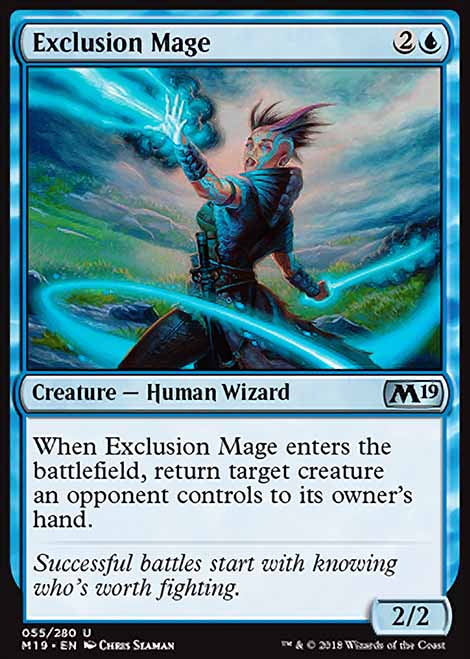 Exclusion Mage 2
Creature — Human Wizard M19
When Exclusion Mage enters the
battlefield, return target creature
an opponent controls to its owner's
hand.
Successful battles start with knowing
who's worth fighting.
2/2
055/280 U
M19 • EN Chris Seaman
™ & © 2018 Wizards of the Coast